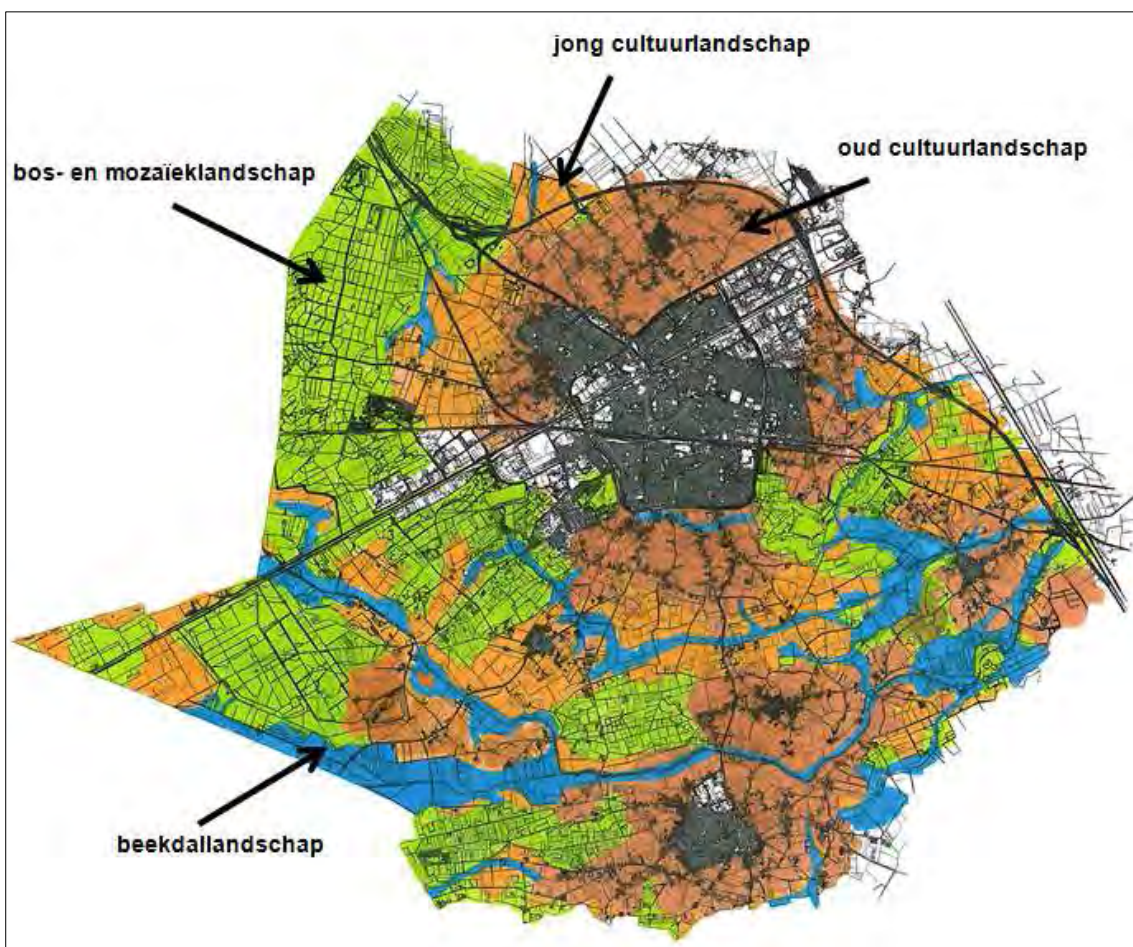 jong cultuurlandschap
oud cultuurlandschap
bos- en mozaïeklandschap
beekdallandschap